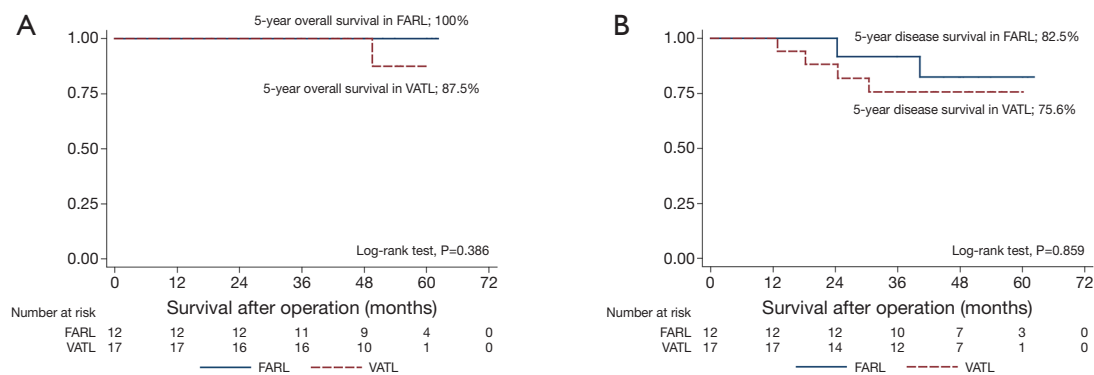 A
5-year overall survival in FARL; 100%
5-year overall survival in VATL; 87.5%
1.00
0.75
0.50
0.25
0.00
Log-rank test, P=0.386
0 12 24 36 48 60 72
Survival after operation (months)
Number at risk
FARL 12 12 12 11 9 4 0
VATL 17 17 16 16 10 1 0
FARL VATL
B
5-year disease survival in FARL; 82.5%
5-year disease survival in VATL; 75.6%
1.00
0.75
0.50
0.25
0.00
Log-rank test, P=0.859
0 12 24 36 48 60 72
Survival after operation (months)
Number at risk
FARL 12 12 12 10 7 3 0
VATL 17 17 14 12 7 1 0
FARL VATL